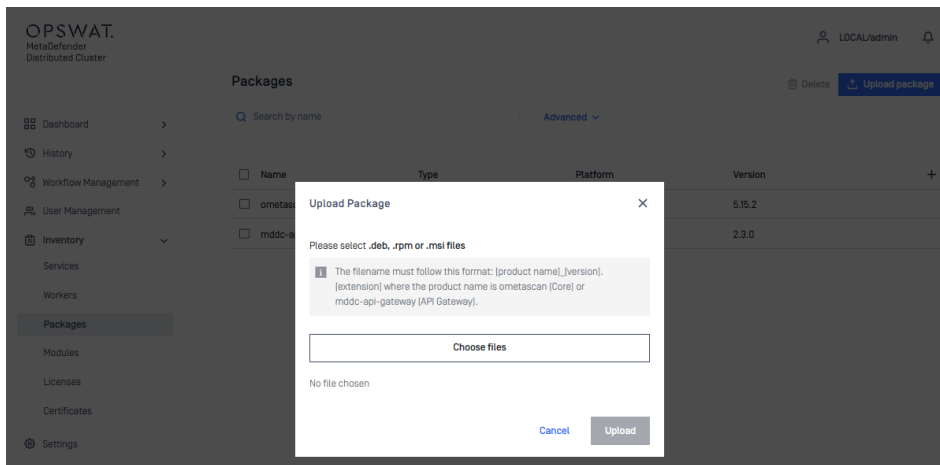 OPSWAT.
MetaDefender
Distributed Cluster
LOCAL/admin
Packages
Delete
Upload package
Search by name
Advanced
Dashboard
History
Workflow Management
User Management
Inventory
Services
Workers
Packages
Modules
Licenses
Certificates
Settings
Name Type Platform Version
5.15.2
mddc-a
2.3.0
Upload Package
Please select .deb, .rpm or .msi files
The filename must follow this format: [product name]_[version].
[extension] where the product name is ometascan (Core) or
mddc-api-gateway (API Gateway).
Choose files
No file chosen
Cancel
Upload